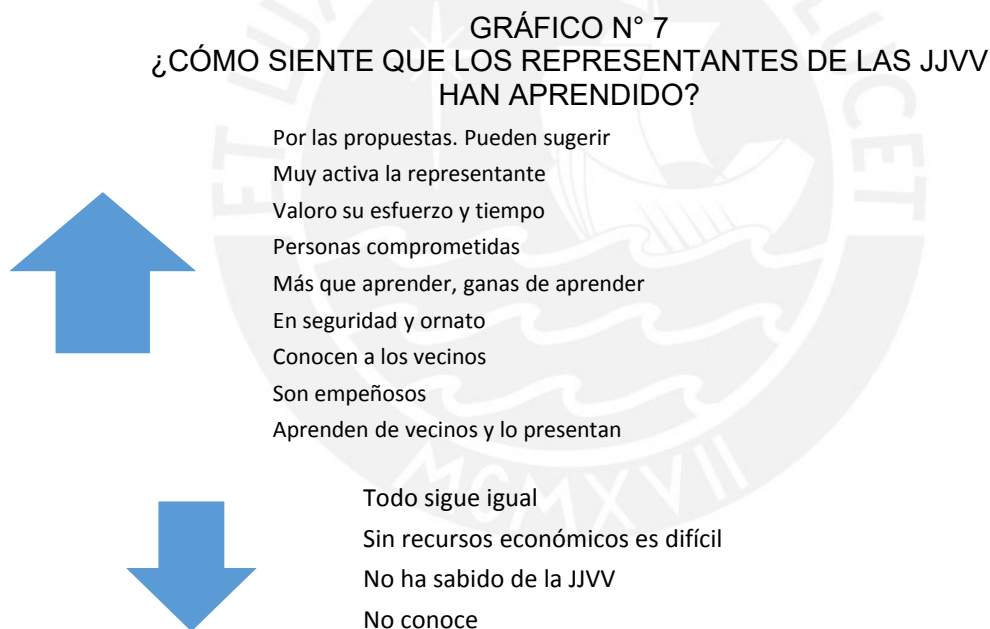 GRÁFICO N° 7
¿CÓMO SIENTE QUE LOS REPRESENTANTES DE LAS JJVV
HAN APRENDIDO?
Por las propuestas. Pueden sugerir
Muy activa la representante
Valoro su esfuerzo y tiempo
Personas comprometidas
Más que aprender, ganas de aprender
En seguridad y ornato
Conocen a los vecinos
Son empeñosos
Aprenden de vecinos y lo presentan
MCMXVII
Todo sigue igual
Sin recursos económicos es difícil
No ha sabido de la JJVV
No conoce